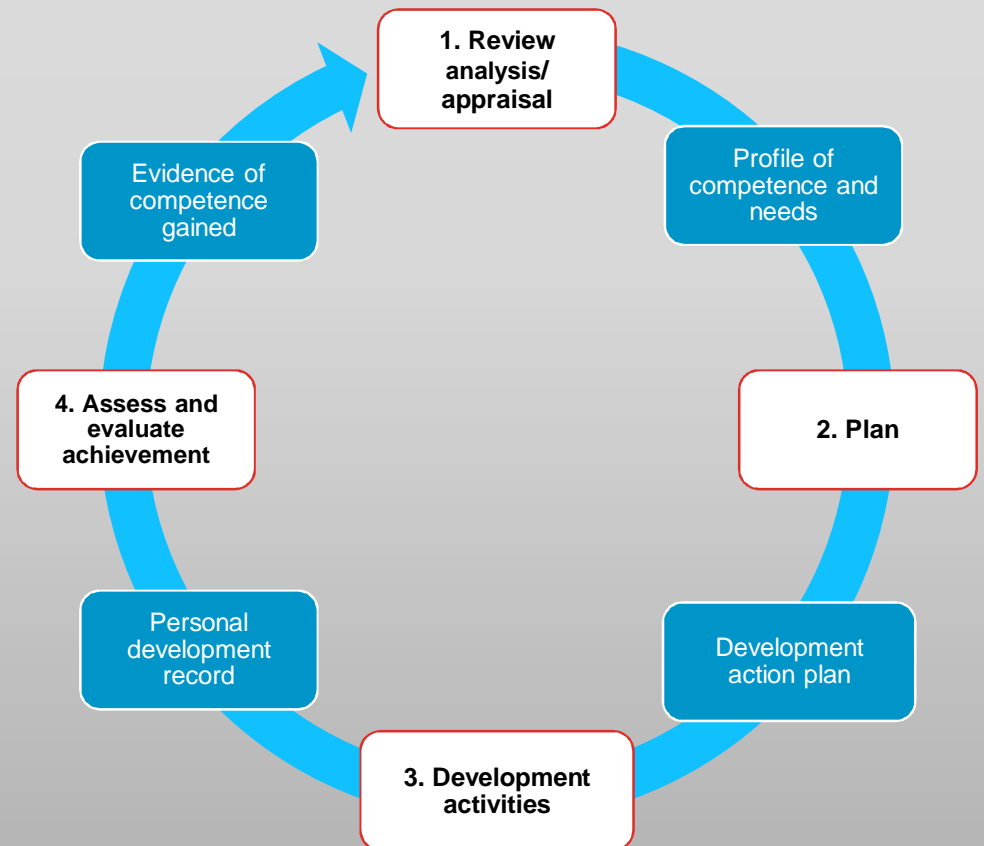 1. Review
analysis/
appraisal
Profile of
competence and
needs
2. Plan
Development
action plan
3. Development
activities
Personal
development
record
4. Assess and
evaluate
achievement
Evidence of
competence
gained